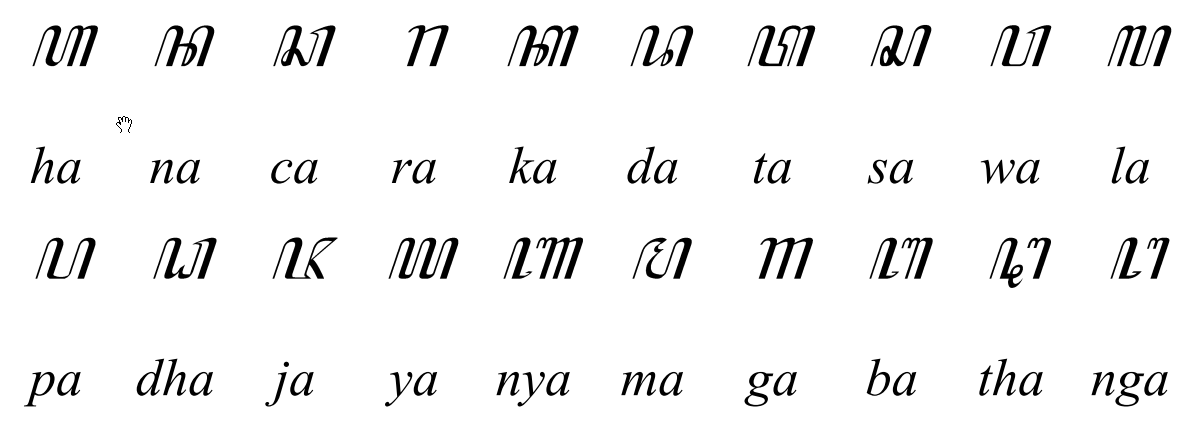 ꦲ ꦤ ꦕ ꦫ ꦏ ꦢ ꦠ ꦱ ꦮ ꦭ
ha na ca ra ka da ta sa wa la
ꦥ ꦝ ꦗ ꦪ ꦚ ꦩ ꦒ ꦧ ꦛ ꦔ
pa dha ja ya nya ma ga ba tha nga